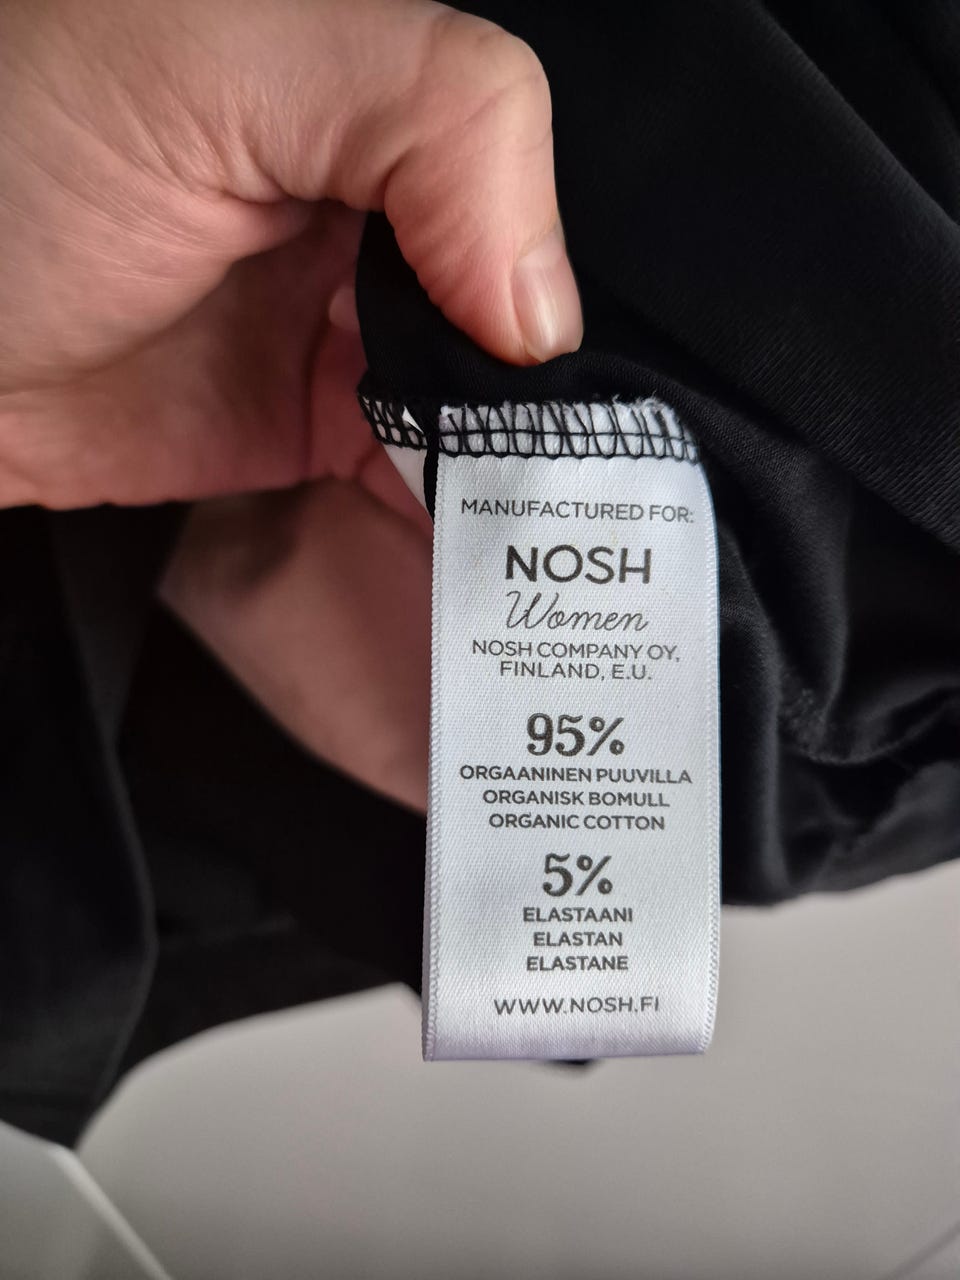 MANUFACTURED FOR:
NOSH
Women
NOSH COMPANY OY,
FINLAND, E.U.
95%
ORGAANINEN PUUVILLA
ORGANISK BOMULL
ORGANIC COTTON
5%
ELASTAANI
ELASTAN
ELASTANE
WWW.NOSH.FI